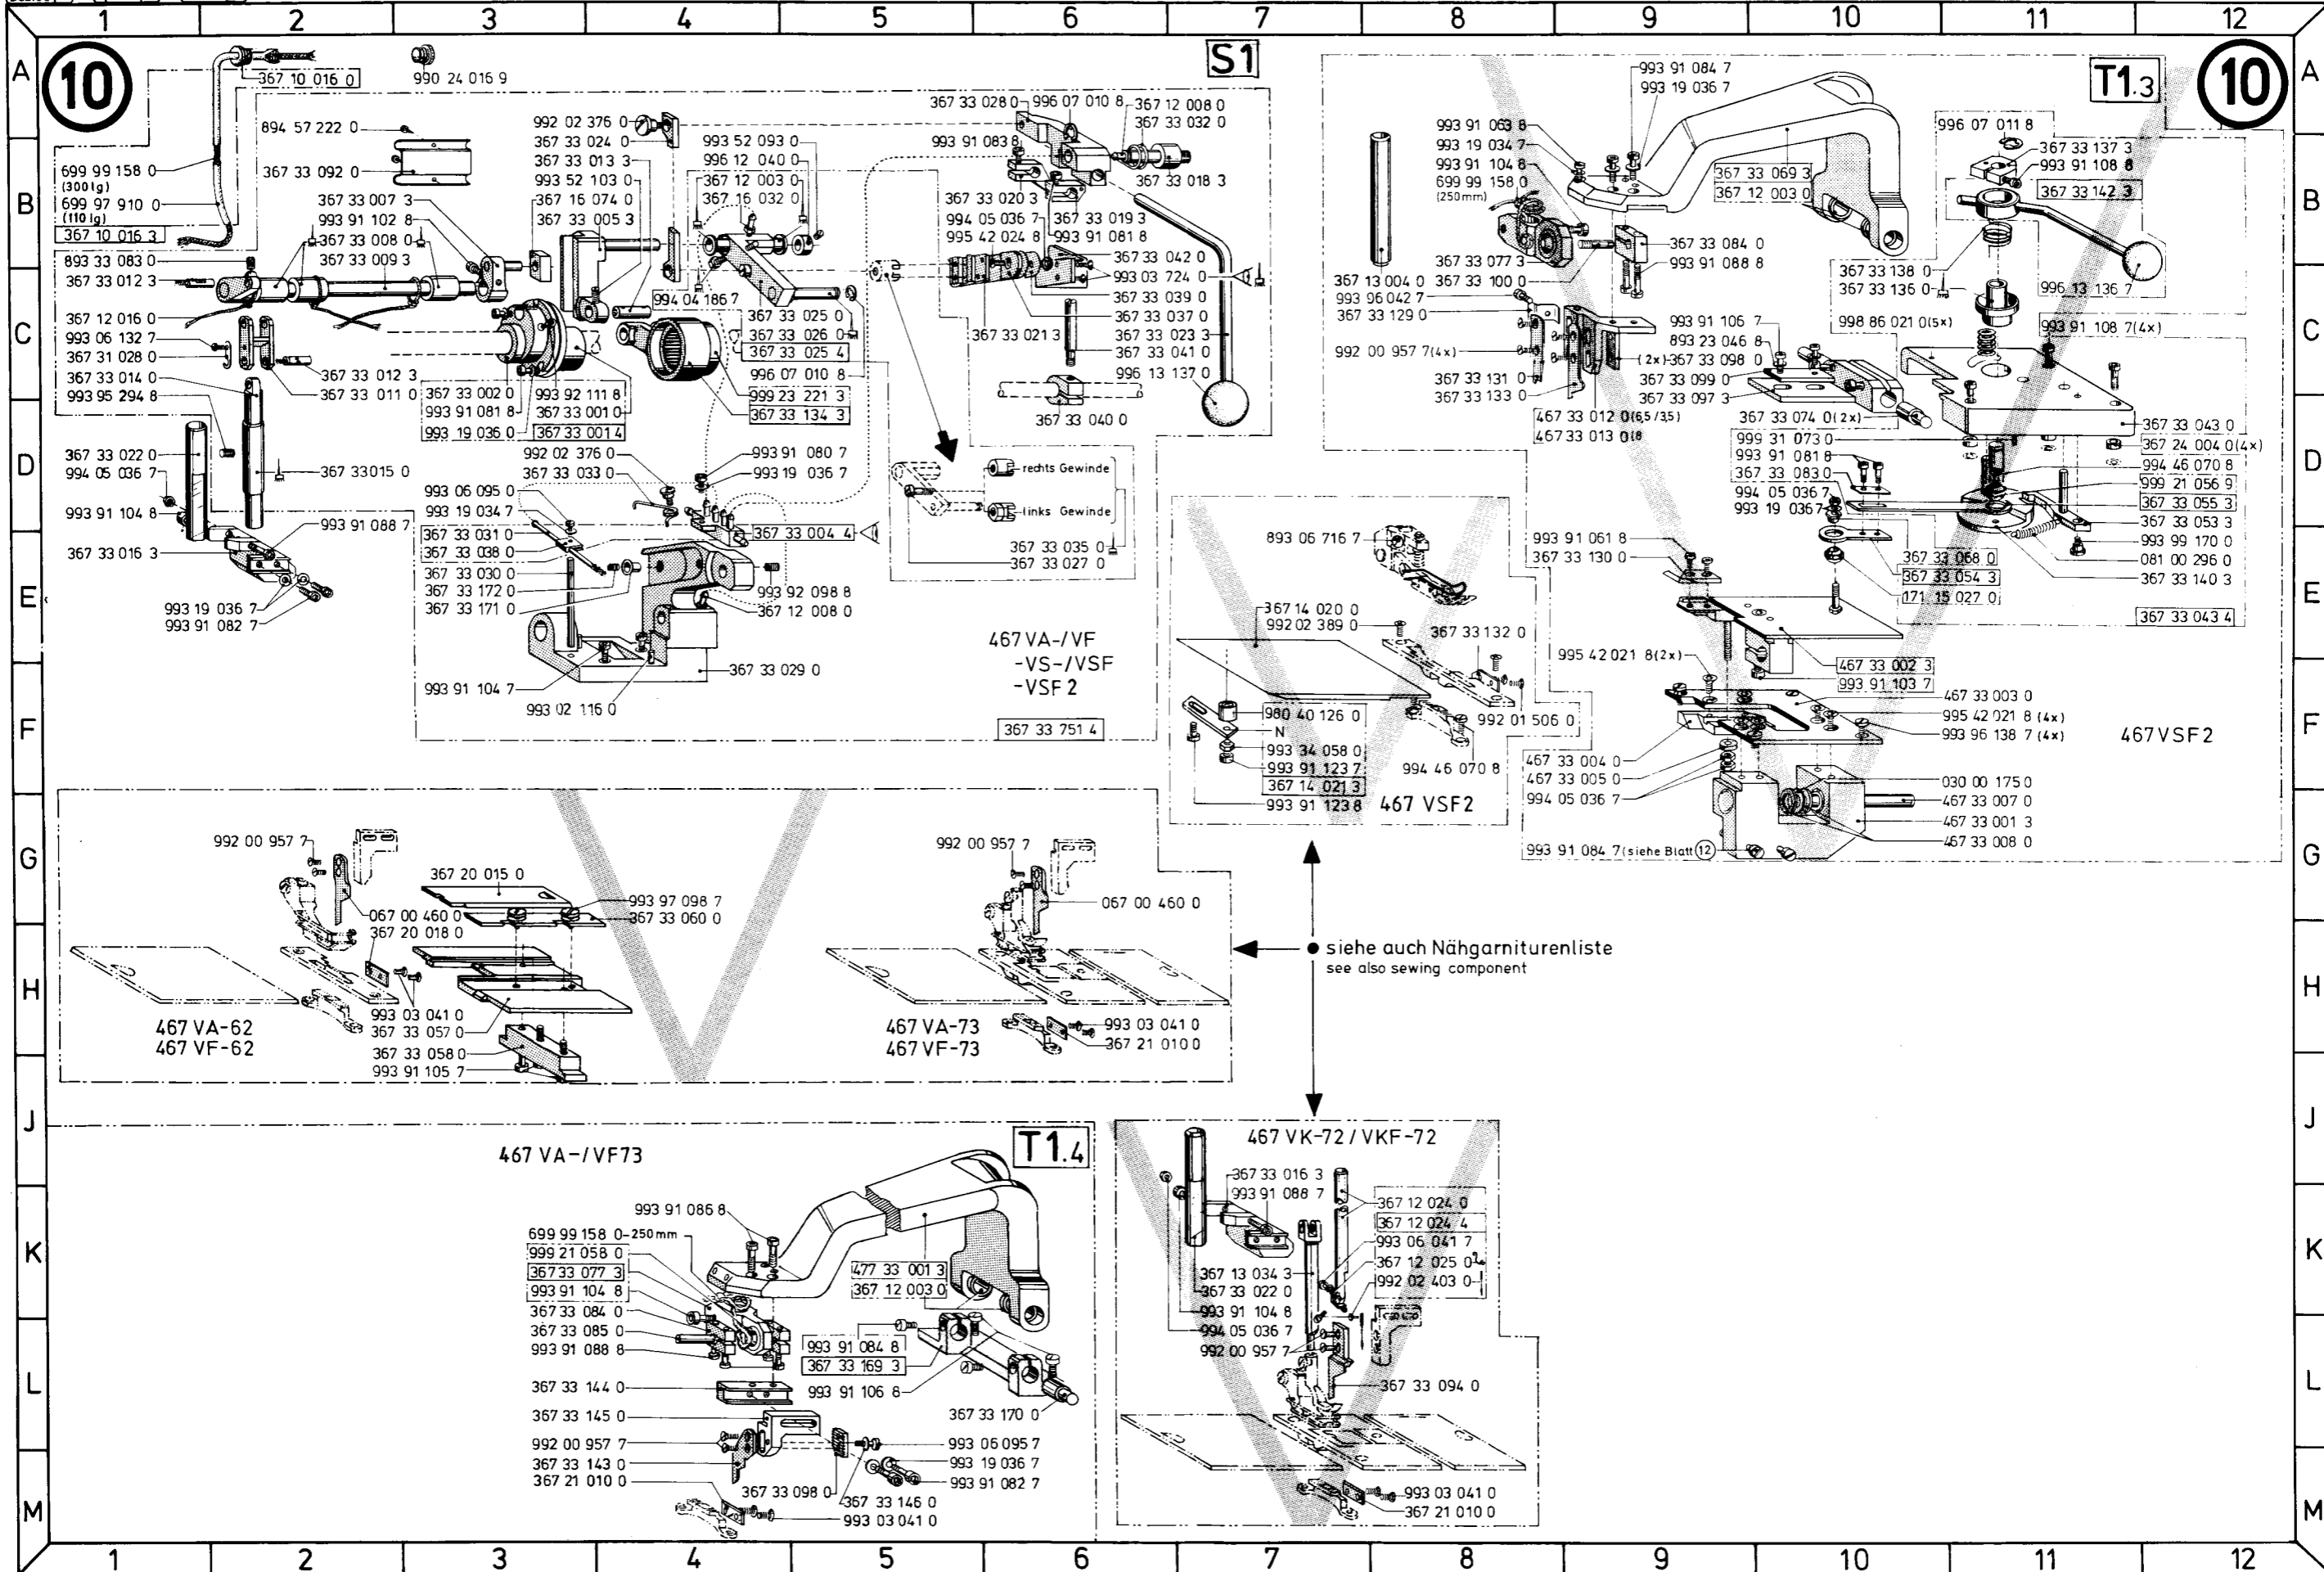 1 2 3 4 5 6 7 8 9 10 11 12
A B C D E F G H J K L M
10
S1
T1.3
10
367 10 016 0
990 24 016 9
894 57 222 0
699 99 158 0
(300 lg)
699 97 910 0
(110 lg)
367 10 016 3
367 33 092 0
367 33 007 3
993 91 102 8
367 33 008 0
367 33 009 3
893 33 083 0
367 33 012 3
367 12 016 0
993 06 132 7
367 31 028 0
367 33 014 0
993 95 294 8
367 33 012 3
367 33 011 0
367 33 022 0
994 05 036 7
367 33 015 0
993 91 104 8
993 91 088 7
367 33 016 3
993 19 036 7
993 91 082 7
992 02 376 0
367 33 024 0
367 33 013 3
993 52 103 0
367 16 074 0
367 33 005 3
993 52 093 0
996 12 040 0
367 12 003 0
367 16 032 0
994 04 186 7
367 33 025 0
367 33 026 0
367 33 025 4
996 07 010 8
999 23 221 3
367 33 134 3
367 33 002 0
993 92 111 8
993 91 081 8
367 33 001 0
993 19 036 0
367 33 001 4
992 02 376 0
367 33 033 0
993 91 080 7
993 19 036 7
993 06 095 0
993 19 034 7
367 33 031 0
367 33 038 0
367 33 004 4
367 33 030 0
367 33 172 0
367 33 171 0
993 92 098 8
367 12 008 0
367 33 029 0
993 91 104 7
993 02 116 0
367 33 028 0
996 07 010 8
367 12 008 0
367 33 032 0
993 91 083 8
367 33 018 3
367 33 020 3
994 05 036 7
367 33 019 3
995 42 024 8
993 91 081 8
367 33 042 0
993 03 724 0
367 33 039 0
367 33 037 0
367 33 021 3
367 33 023 3
367 33 041 0
996 13 137 0
367 33 040 0
rechts Gewinde
links Gewinde
367 33 035 0
367 33 027 0
467 VA-/VF
-VS-/VSF
-VSF 2
367 33 751 4
993 91 084 7
993 19 036 7
993 91 063 8
993 19 034 7
993 91 104 8
699 99 158 0
(250 mm)
367 33 069 3
367 12 003 0
367 33 084 0
993 91 088 8
367 33 077 3
367 13 004 0
367 33 100 0
993 96 042 7
367 33 129 0
992 00 957 7 (4x)
367 33 131 0
367 33 133 0
993 91 106 7
893 23 046 8
(2x) 367 33 098 0
367 33 099 0
367 33 097 3
467 33 012 0 (6,5/3,5)
467 33 013 0 (8
367 33 074 0 (2x)
996 07 011 8
367 33 137 3
993 91 108 8
367 33 142 3
367 33 138 0
367 33 136 0
996 13 136 7
998 86 021 0 (5x)
993 91 108 7 (4x)
999 31 073 0
993 91 081 8
367 33 083 0
994 05 036 7
993 19 036 7
367 33 043 0
367 24 004 0 (4x)
994 46 070 8
999 21 056 9
367 33 055 3
367 33 053 3
993 99 170 0
081 00 296 0
367 33 140 3
367 33 068 0
367 33 054 3
171 15 027 0
367 33 043 4
993 91 061 8
367 33 130 0
995 42 021 8 (2x)
467 33 002 3
993 91 103 7
467 33 003 0
995 42 021 8 (4x)
993 96 138 7 (4x)
467 VSF2
467 33 004 0
467 33 005 0
994 05 036 7
030 00 175 0
467 33 007 0
467 33 001 3
467 33 008 0
993 91 084 7 (siehe Blatt 12
893 06 716 7
367 14 020 0
992 02 389 0
367 33 132 0
980 40 126 0
N
993 34 058 0
993 91 123 7
367 14 021 3
993 91 123 8
992 01 506 0
994 46 070 8
467 VSF2
992 00 957 7
367 20 015 0
067 00 460 0
367 20 018 0
993 97 098 7
367 33 060 0
993 03 041 0
367 33 057 0
367 33 058 0
993 91 105 7
467 VA-62
467 VF-62
992 00 957 7
067 00 460 0
467 VA-73
467 VF-73
993 03 041 0
367 21 010 0
siehe auch Nähgarniturenliste
see also sewing component
467 VA-/VF73
T1.4
993 91 086 8
699 99 158 0-250 mm
999 21 058 0
367 33 077 3
993 91 104 8
367 33 084 0
367 33 085 0
993 91 088 8
367 33 144 0
367 33 145 0
992 00 957 7
367 33 143 0
367 21 010 0
477 33 001 3
367 12 003 0
993 91 084 8
367 33 169 3
993 91 106 8
367 33 170 0
993 06 095 7
993 19 036 7
993 91 082 7
367 33 098 0
367 33 146 0
993 03 041 0
467 VK-72 / VKF-72
367 33 016 3
993 91 088 7
367 12 024 0
367 12 024 4
993 06 041 7
367 12 025 0
992 02 403 0
367 13 034 3
367 33 022 0
993 91 104 8
994 05 036 7
992 00 957 7
367 33 094 0
993 03 041 0
367 21 010 0
1 2 3 4 5 6 7 8 9 10 11 12